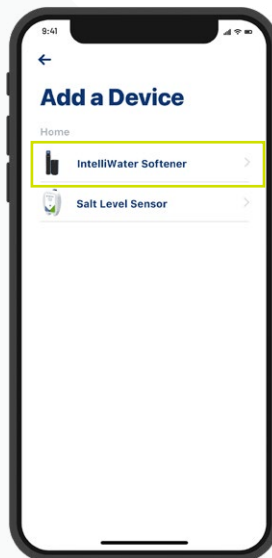 9:41
Add a Device
Home
IntelliWater Softener
Salt Level Sensor